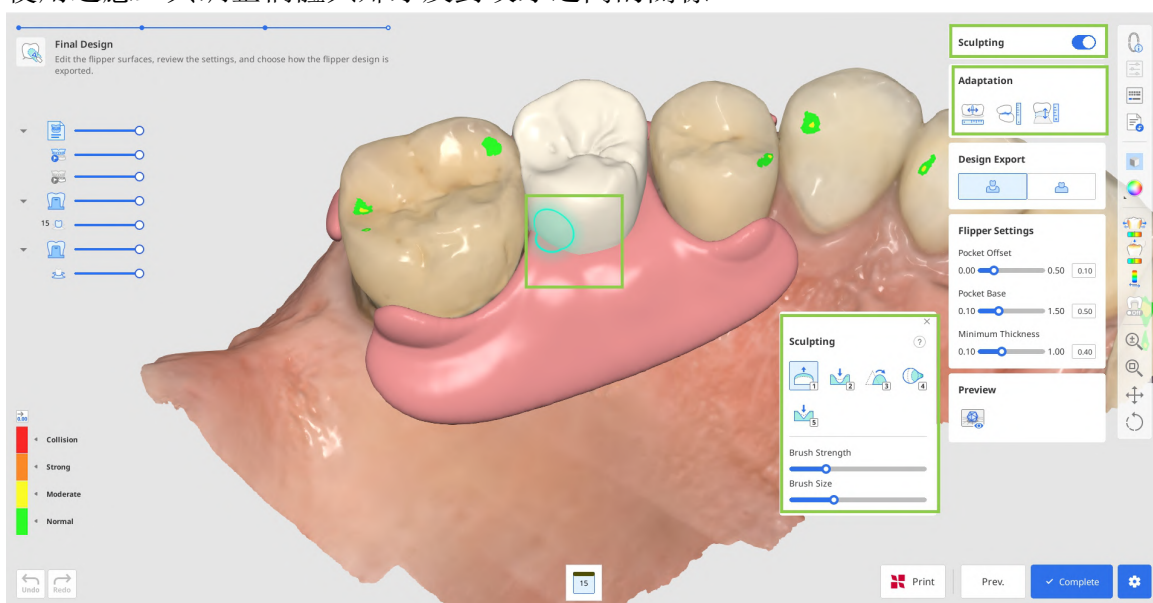 Final Design
Edit the flipper surfaces, review the settings, and choose how the flipper design is
exported.
15
0.00
Collision
Strong
Moderate
Normal
Undo
Redo
15
Sculpting
?
1
2
3
4
5
Brush Strength
Brush Size
Sculpting
Adaptation
Design Export
Flipper Settings
Pocket Offset
0.00 0.50 0.10
Pocket Base
0.10 1.50 0.50
Minimum Thickness
0.10 1.00 0.40
Preview
Print
Prev.
Complete